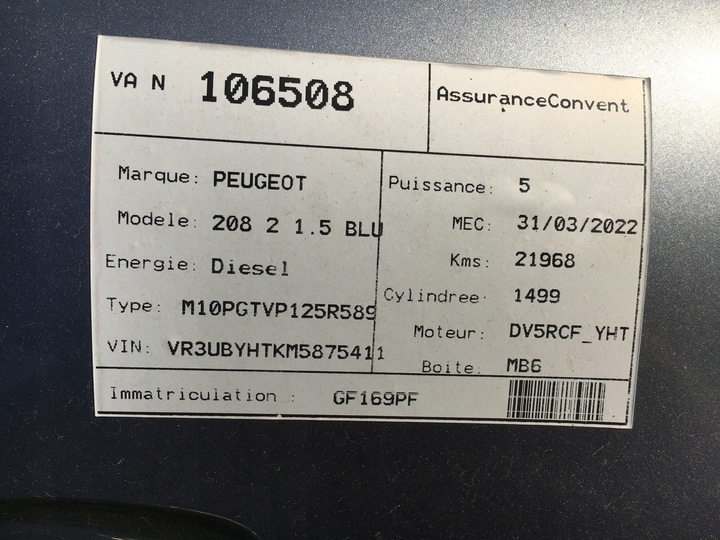 VA N 106508
AssuranceConvent
Marque: PEUGEOT
Modele: 208 2 1.5 BLU
Energie: Diesel
Type: M10PGTVP125R589
VIN: VR3UBYHTKM5875411
Puissance: 5
MEC: 31/03/2022
Kms: 21968
Cylindree: 1499
Moteur: DV5RCF_YHT
Boite: MB6
Immatriculation : GF169PF